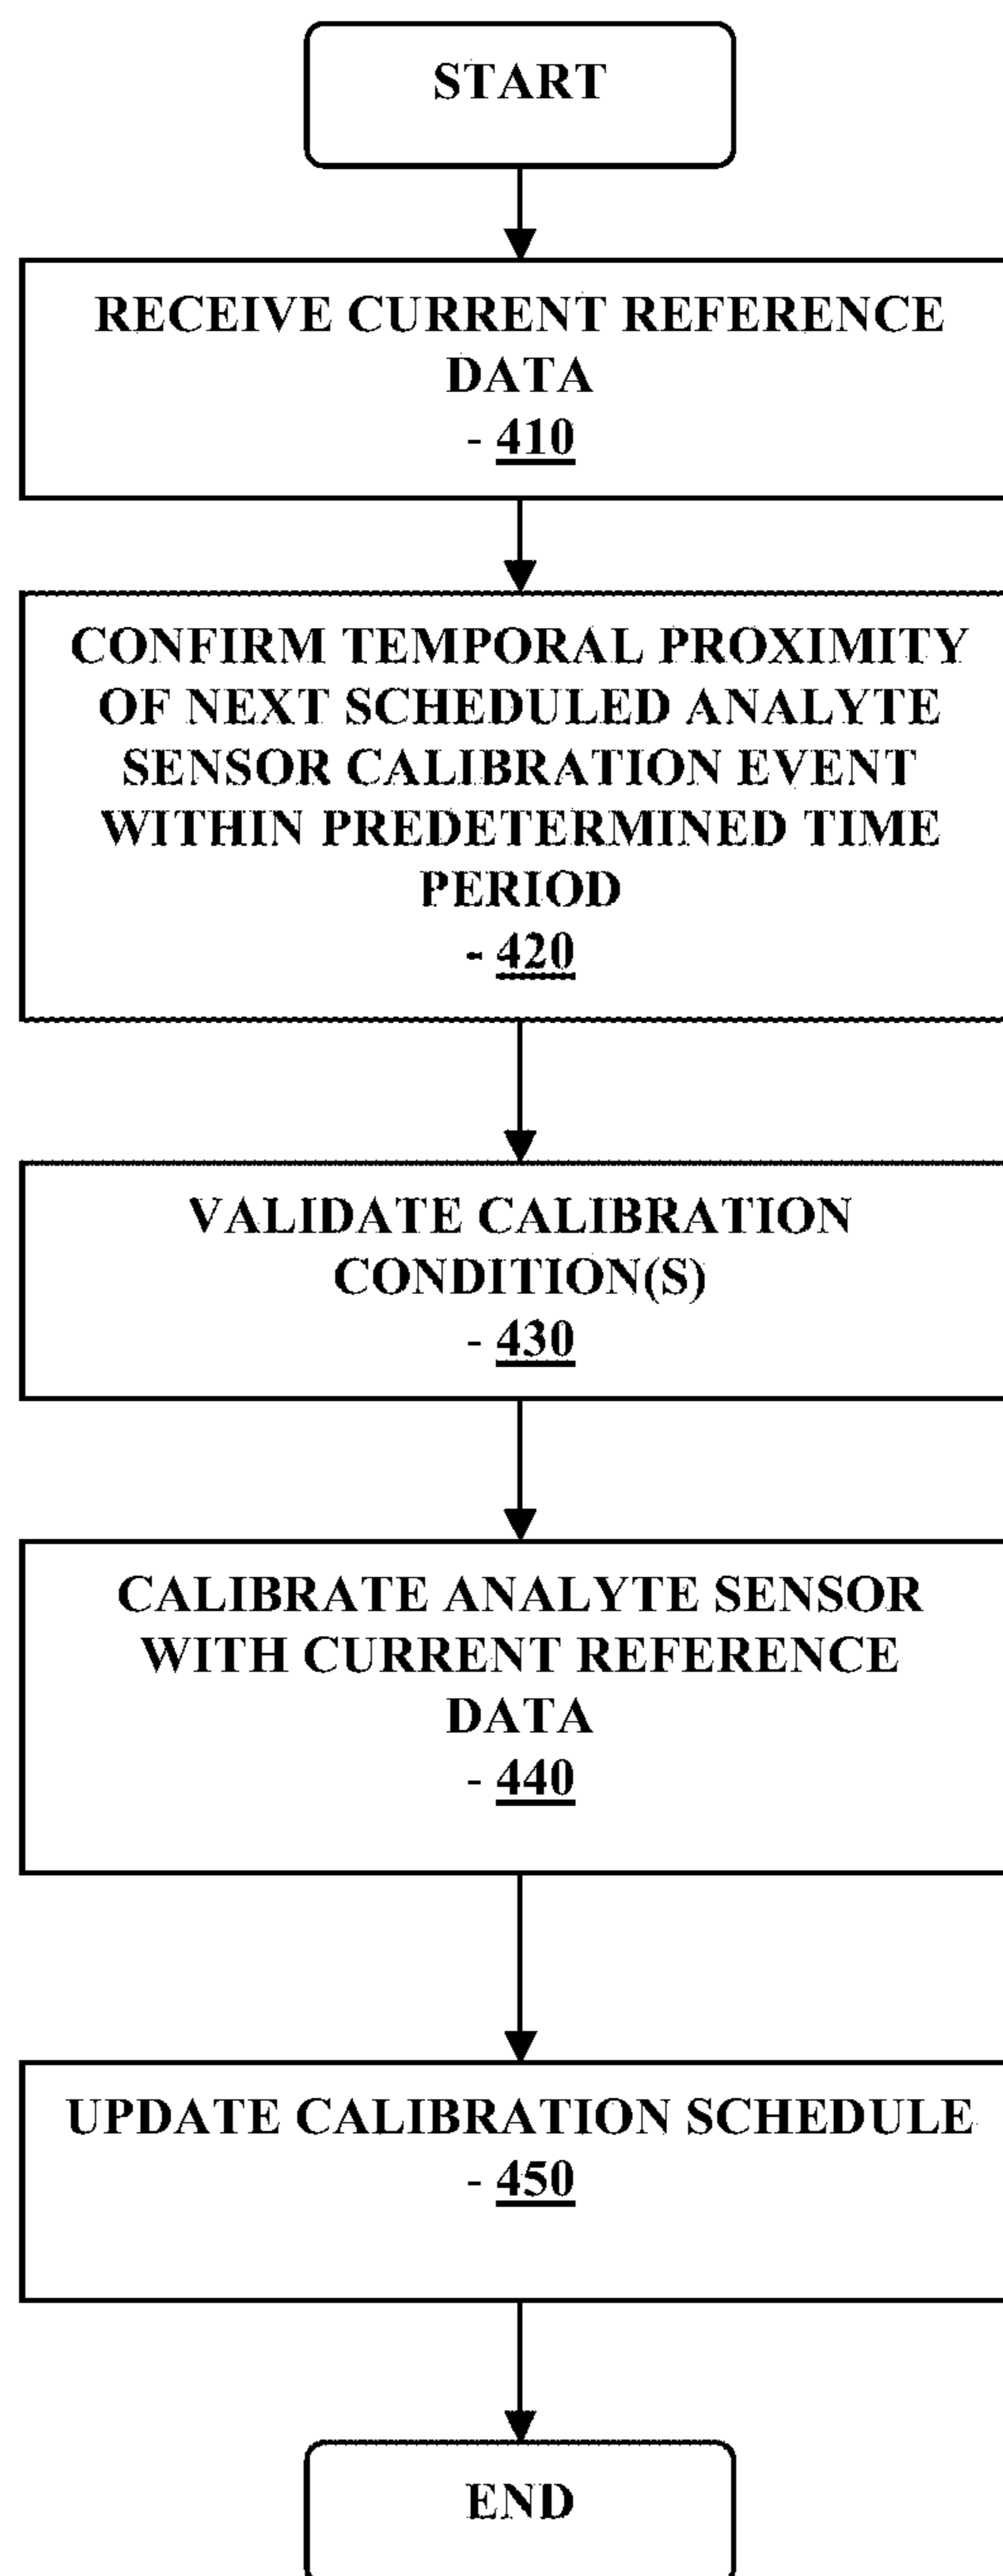 START
RECEIVE CURRENT REFERENCE
DATA
- 410
CONFIRM TEMPORAL PROXIMITY
OF NEXT SCHEDULED ANALYTE
SENSOR CALIBRATION EVENT
WITHIN PREDETERMINED TIME
PERIOD
- 420
VALIDATE CALIBRATION
CONDITION(S)
- 430
CALIBRATE ANALYTE SENSOR
WITH CURRENT REFERENCE
DATA
- 440
UPDATE CALIBRATION SCHEDULE
- 450
END